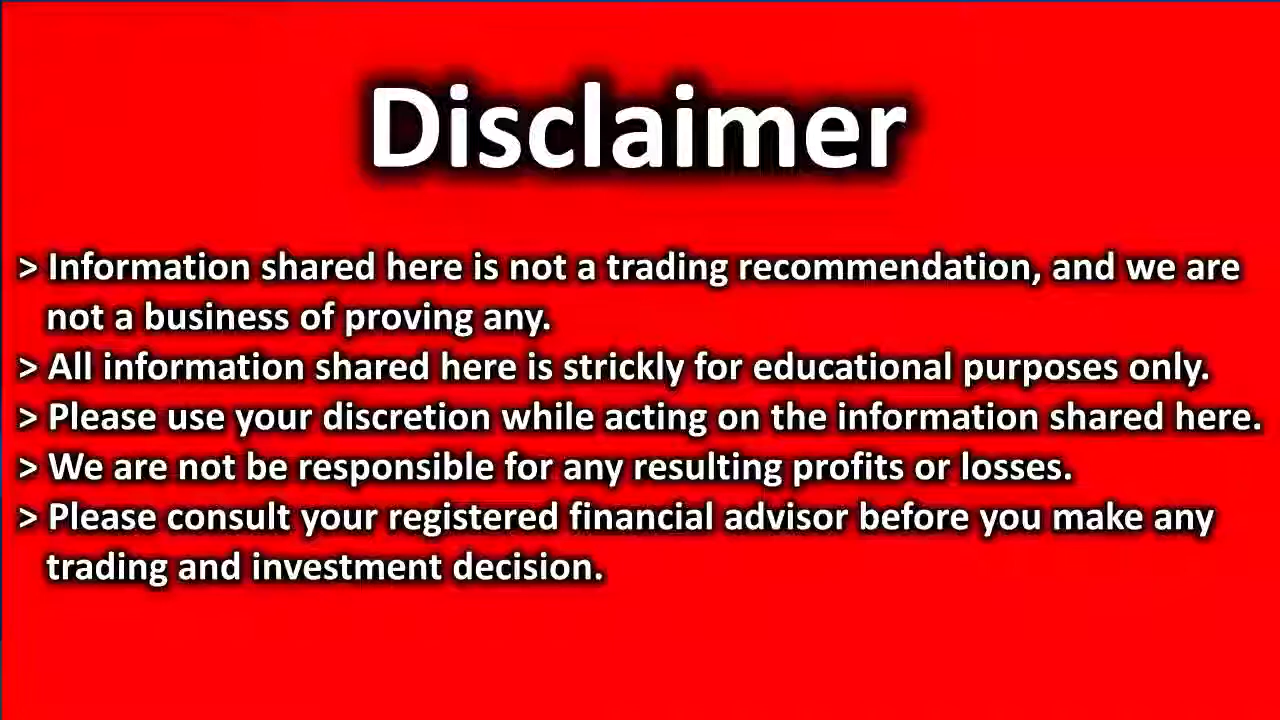 Disclaimer
> Information shared here is not a trading recommendation, and we are
not a business of proving any.
> All information shared here is strickly for educational purposes only.
> Please use your discretion while acting on the information shared here.
> We are not be responsible for any resulting profits or losses.
> Please consult your registered financial advisor before you make any
trading and investment decision.